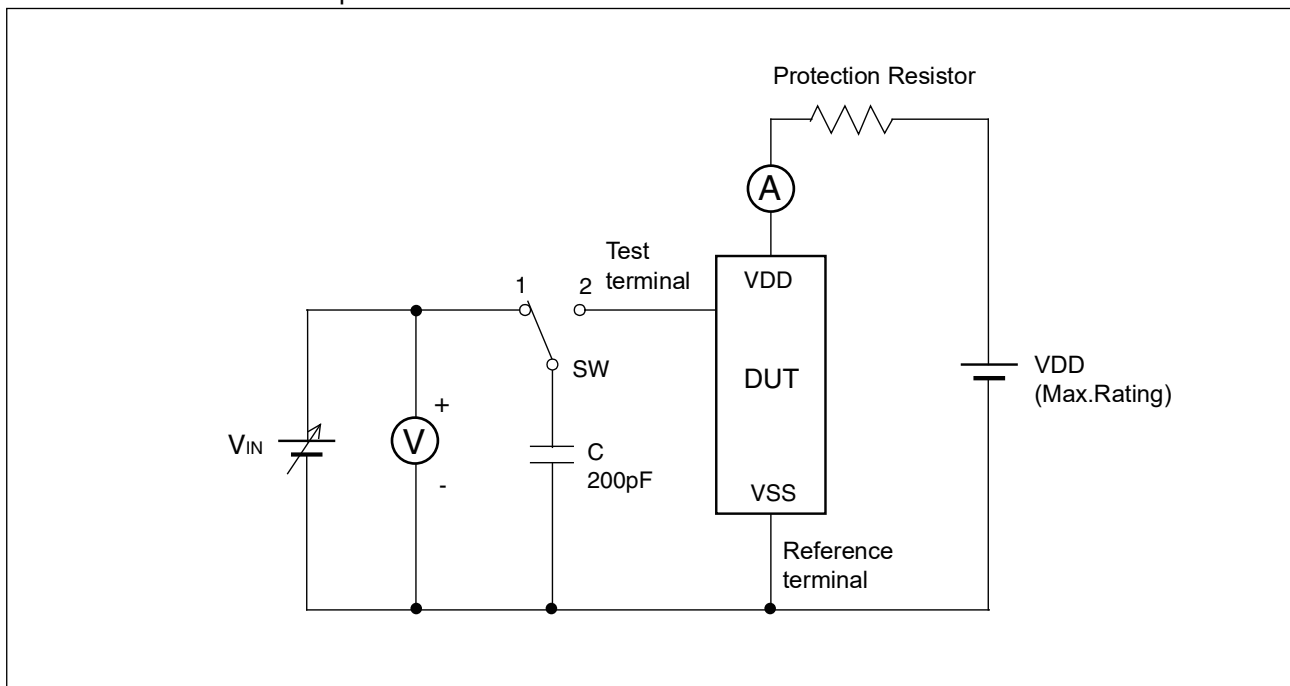 Protection Resistor
A
Test
terminal
1
2
VDD
SW
DUT
VDD
(Max.Rating)
VIN
+
V
-
C
200pF
VSS
Reference
terminal